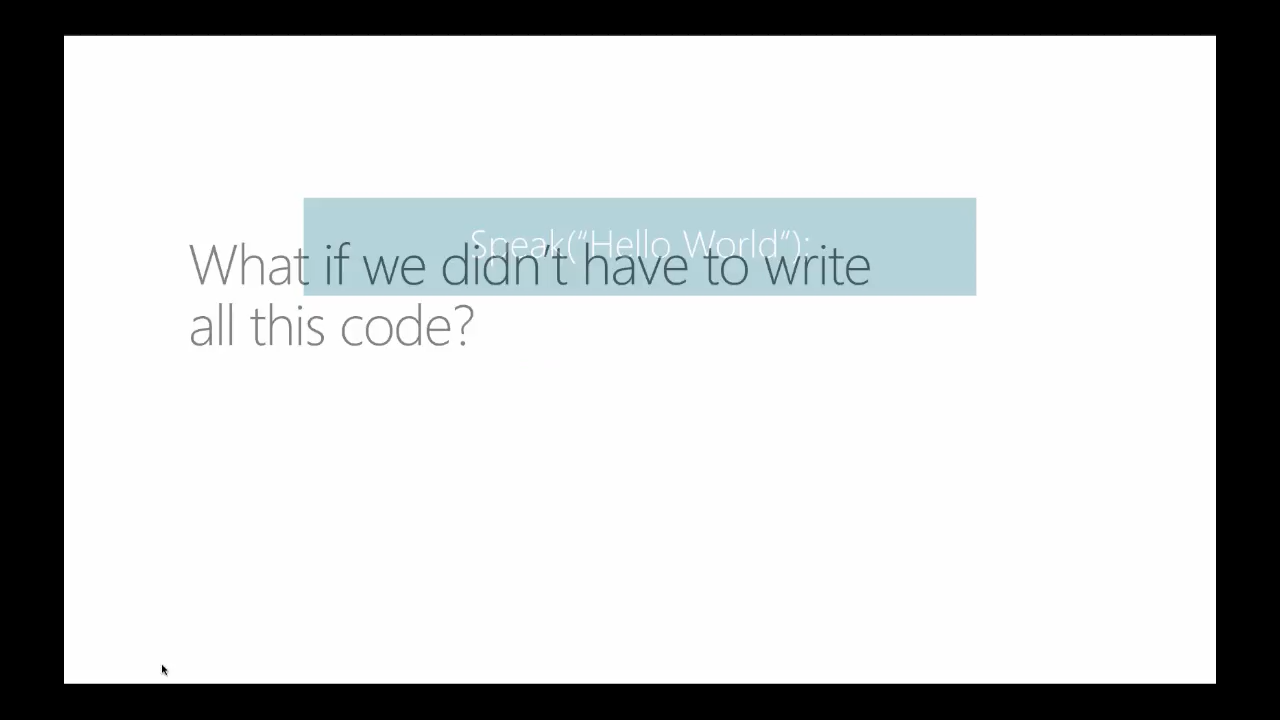 Speak(“Hello World”);
What if we didn’t have to write
all this code?